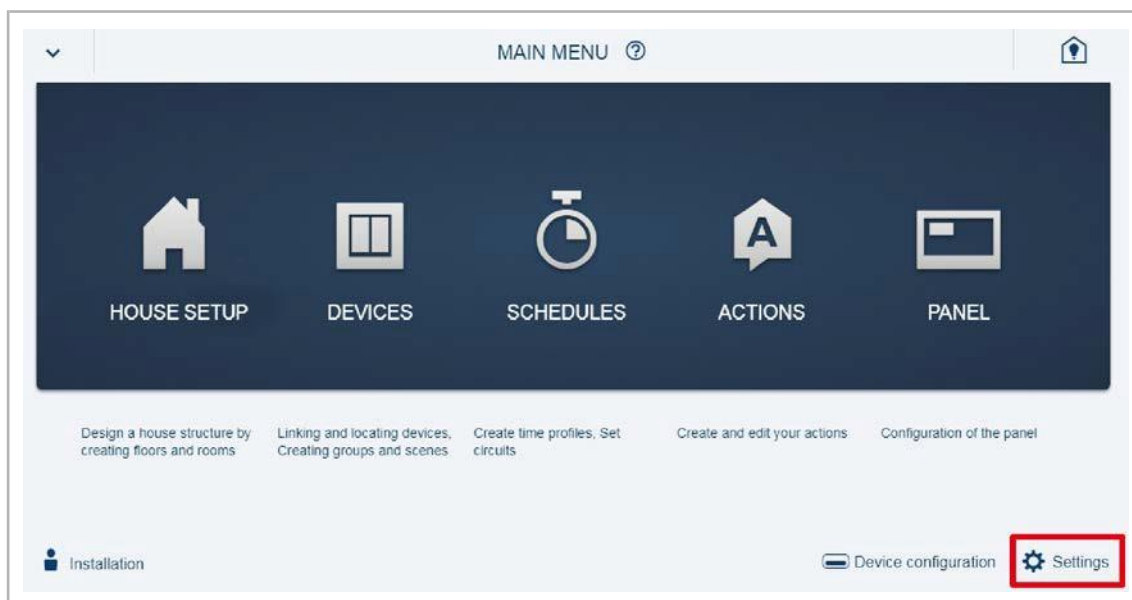 MAIN MENU ?
HOUSE SETUP
DEVICES
SCHEDULES
A
ACTIONS
PANEL
Design a house structure by
creating floors and rooms
Linking and locating devices,
Creating groups and scenes
Create time profiles, Set
circuits
Create and edit your actions
Configuration of the panel
Installation
Device configuration
Settings